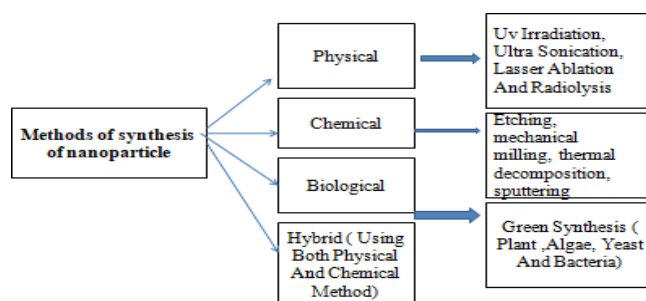 Methods of synthesis
of nanoparticle
Physical
Chemical
Biological
Hybrid ( Using
Both Physical
And Chemical
Method)
Uv Irradiation,
Ultra Sonication,
Lasser Ablation
And Radiolysis
Etching,
mechanical
milling, thermal
decomposition,
sputtering
Green Synthesis (
Plant ,Algae, Yeast
And Bacteria)